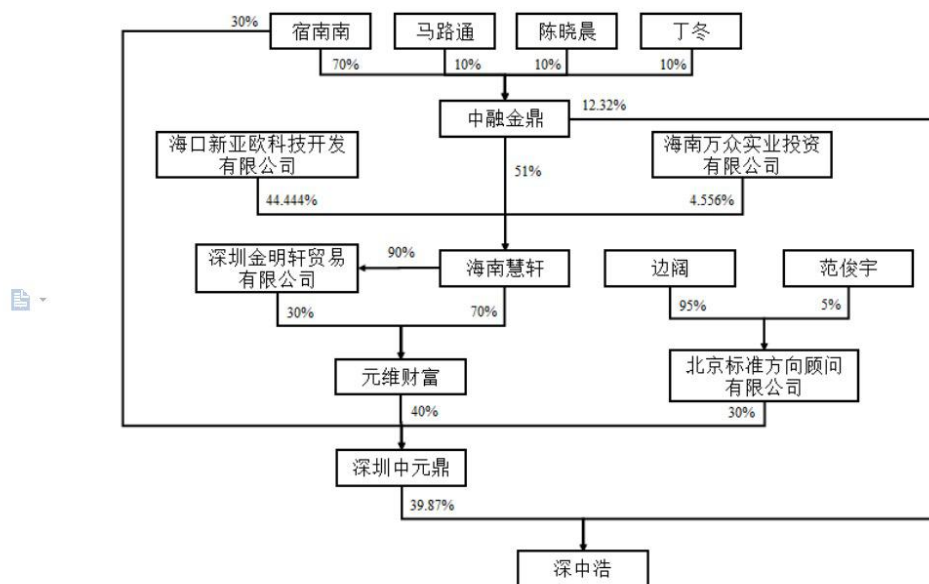 30%
宿南南
马路通
陈晓晨
丁冬
70%
10%
10%
10%
中融金鼎
12.32%
海口新亚欧科技开发
有限公司
海南万众实业投资
有限公司
51%
44.444%
4.556%
深圳金明轩贸易
有限公司
90%
海南慧轩
边阔
范俊宇
30%
70%
95%
5%
元维财富
北京标准方向顾问
有限公司
40%
30%
深圳中元鼎
39.87%
深中浩